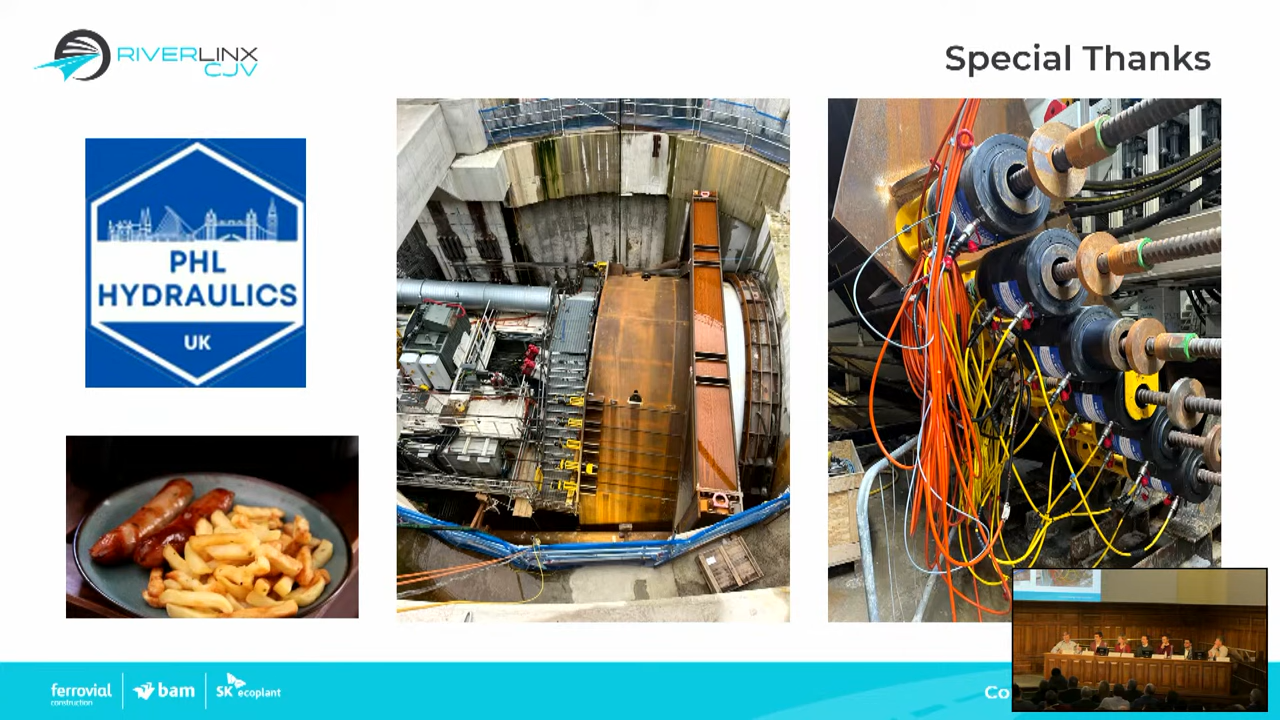 RIVERLINX
CJV
Special Thanks
PHL
HYDRAULICS
UK
ferrovial
construction
bam
SK ecoplant
Co